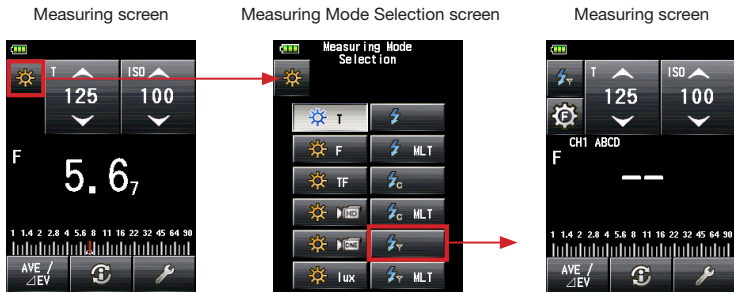 Measuring screen
Measuring Mode Selection screen
Measuring screen
T
125
ISO
100
F
5.6₇
1 1.4 2 2.8 4 5.6 8 11 16 22 32 45 64 90
AVE /
⊿EV
Measuring Mode
Selection
T
F
MLT
TF
C
HD
C MLT
CINE
lux
MLT
T
125
ISO
100
F
CH1 ABCD
F
--
1 1.4 2 2.8 4 5.6 8 11 16 22 32 45 64 90
AVE /
⊿EV